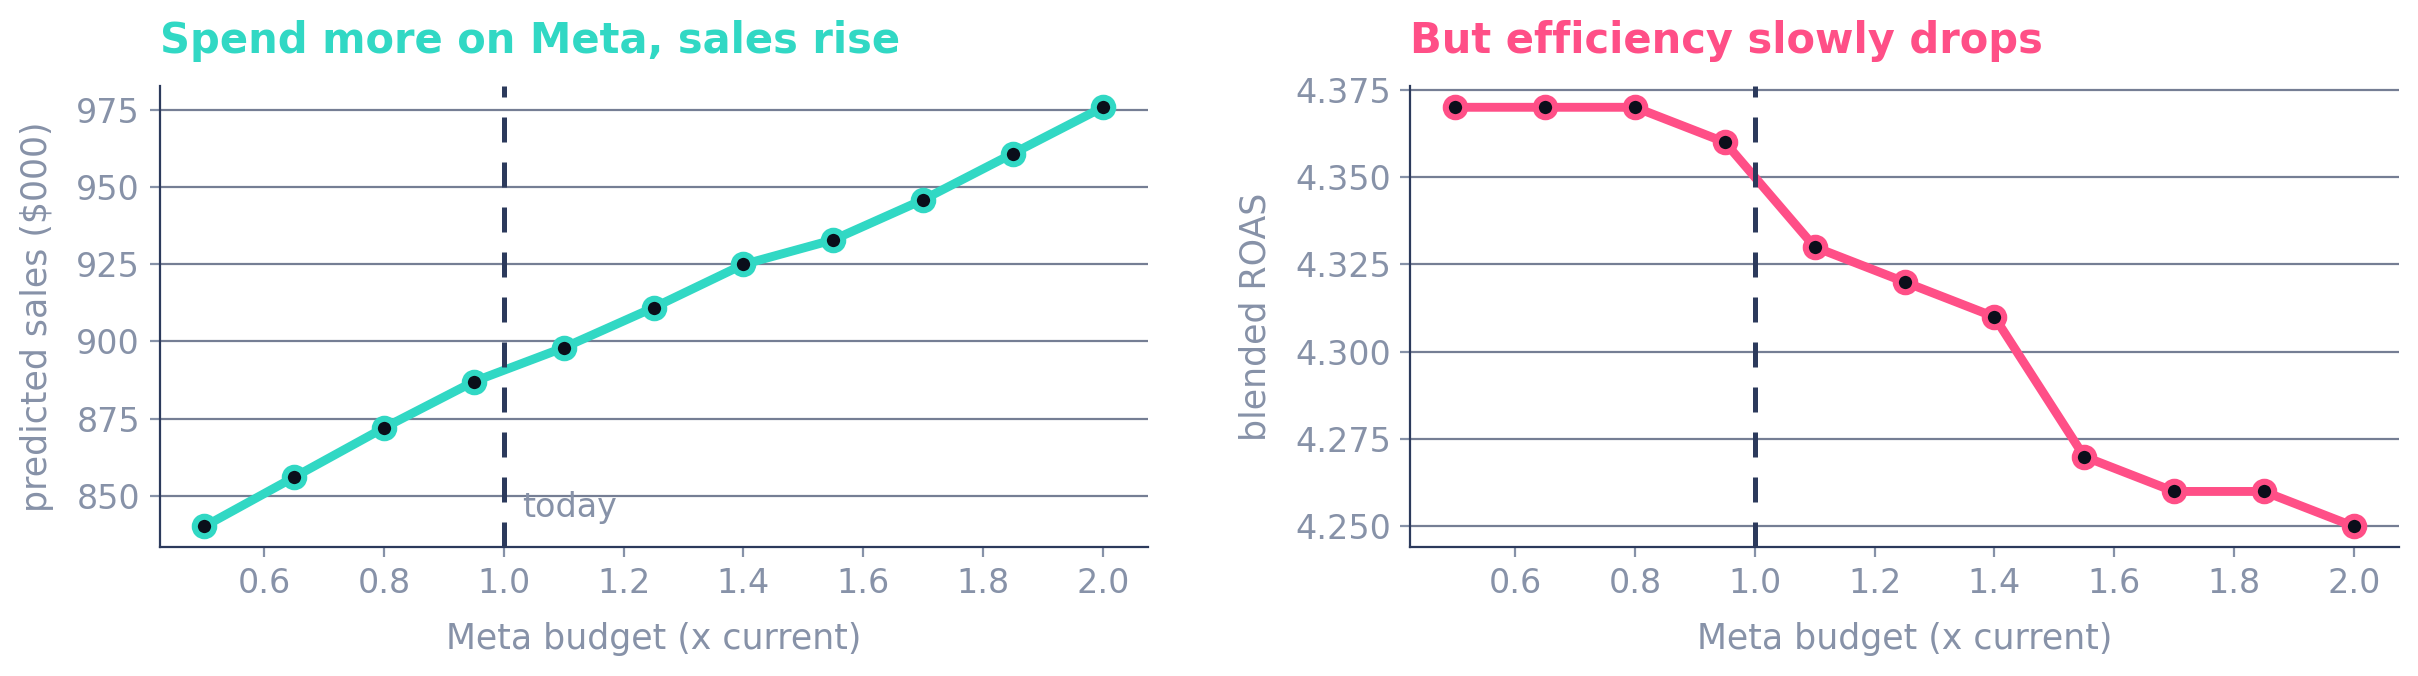 Spend more on Meta, sales rise
predicted sales ($000)
975
950
925
900
875
850
today
0.6 0.8 1.0 1.2 1.4 1.6 1.8 2.0
Meta budget (x current)
But efficiency slowly drops
blended ROAS
4.375
4.350
4.325
4.300
4.275
4.250
0.6 0.8 1.0 1.2 1.4 1.6 1.8 2.0
Meta budget (x current)